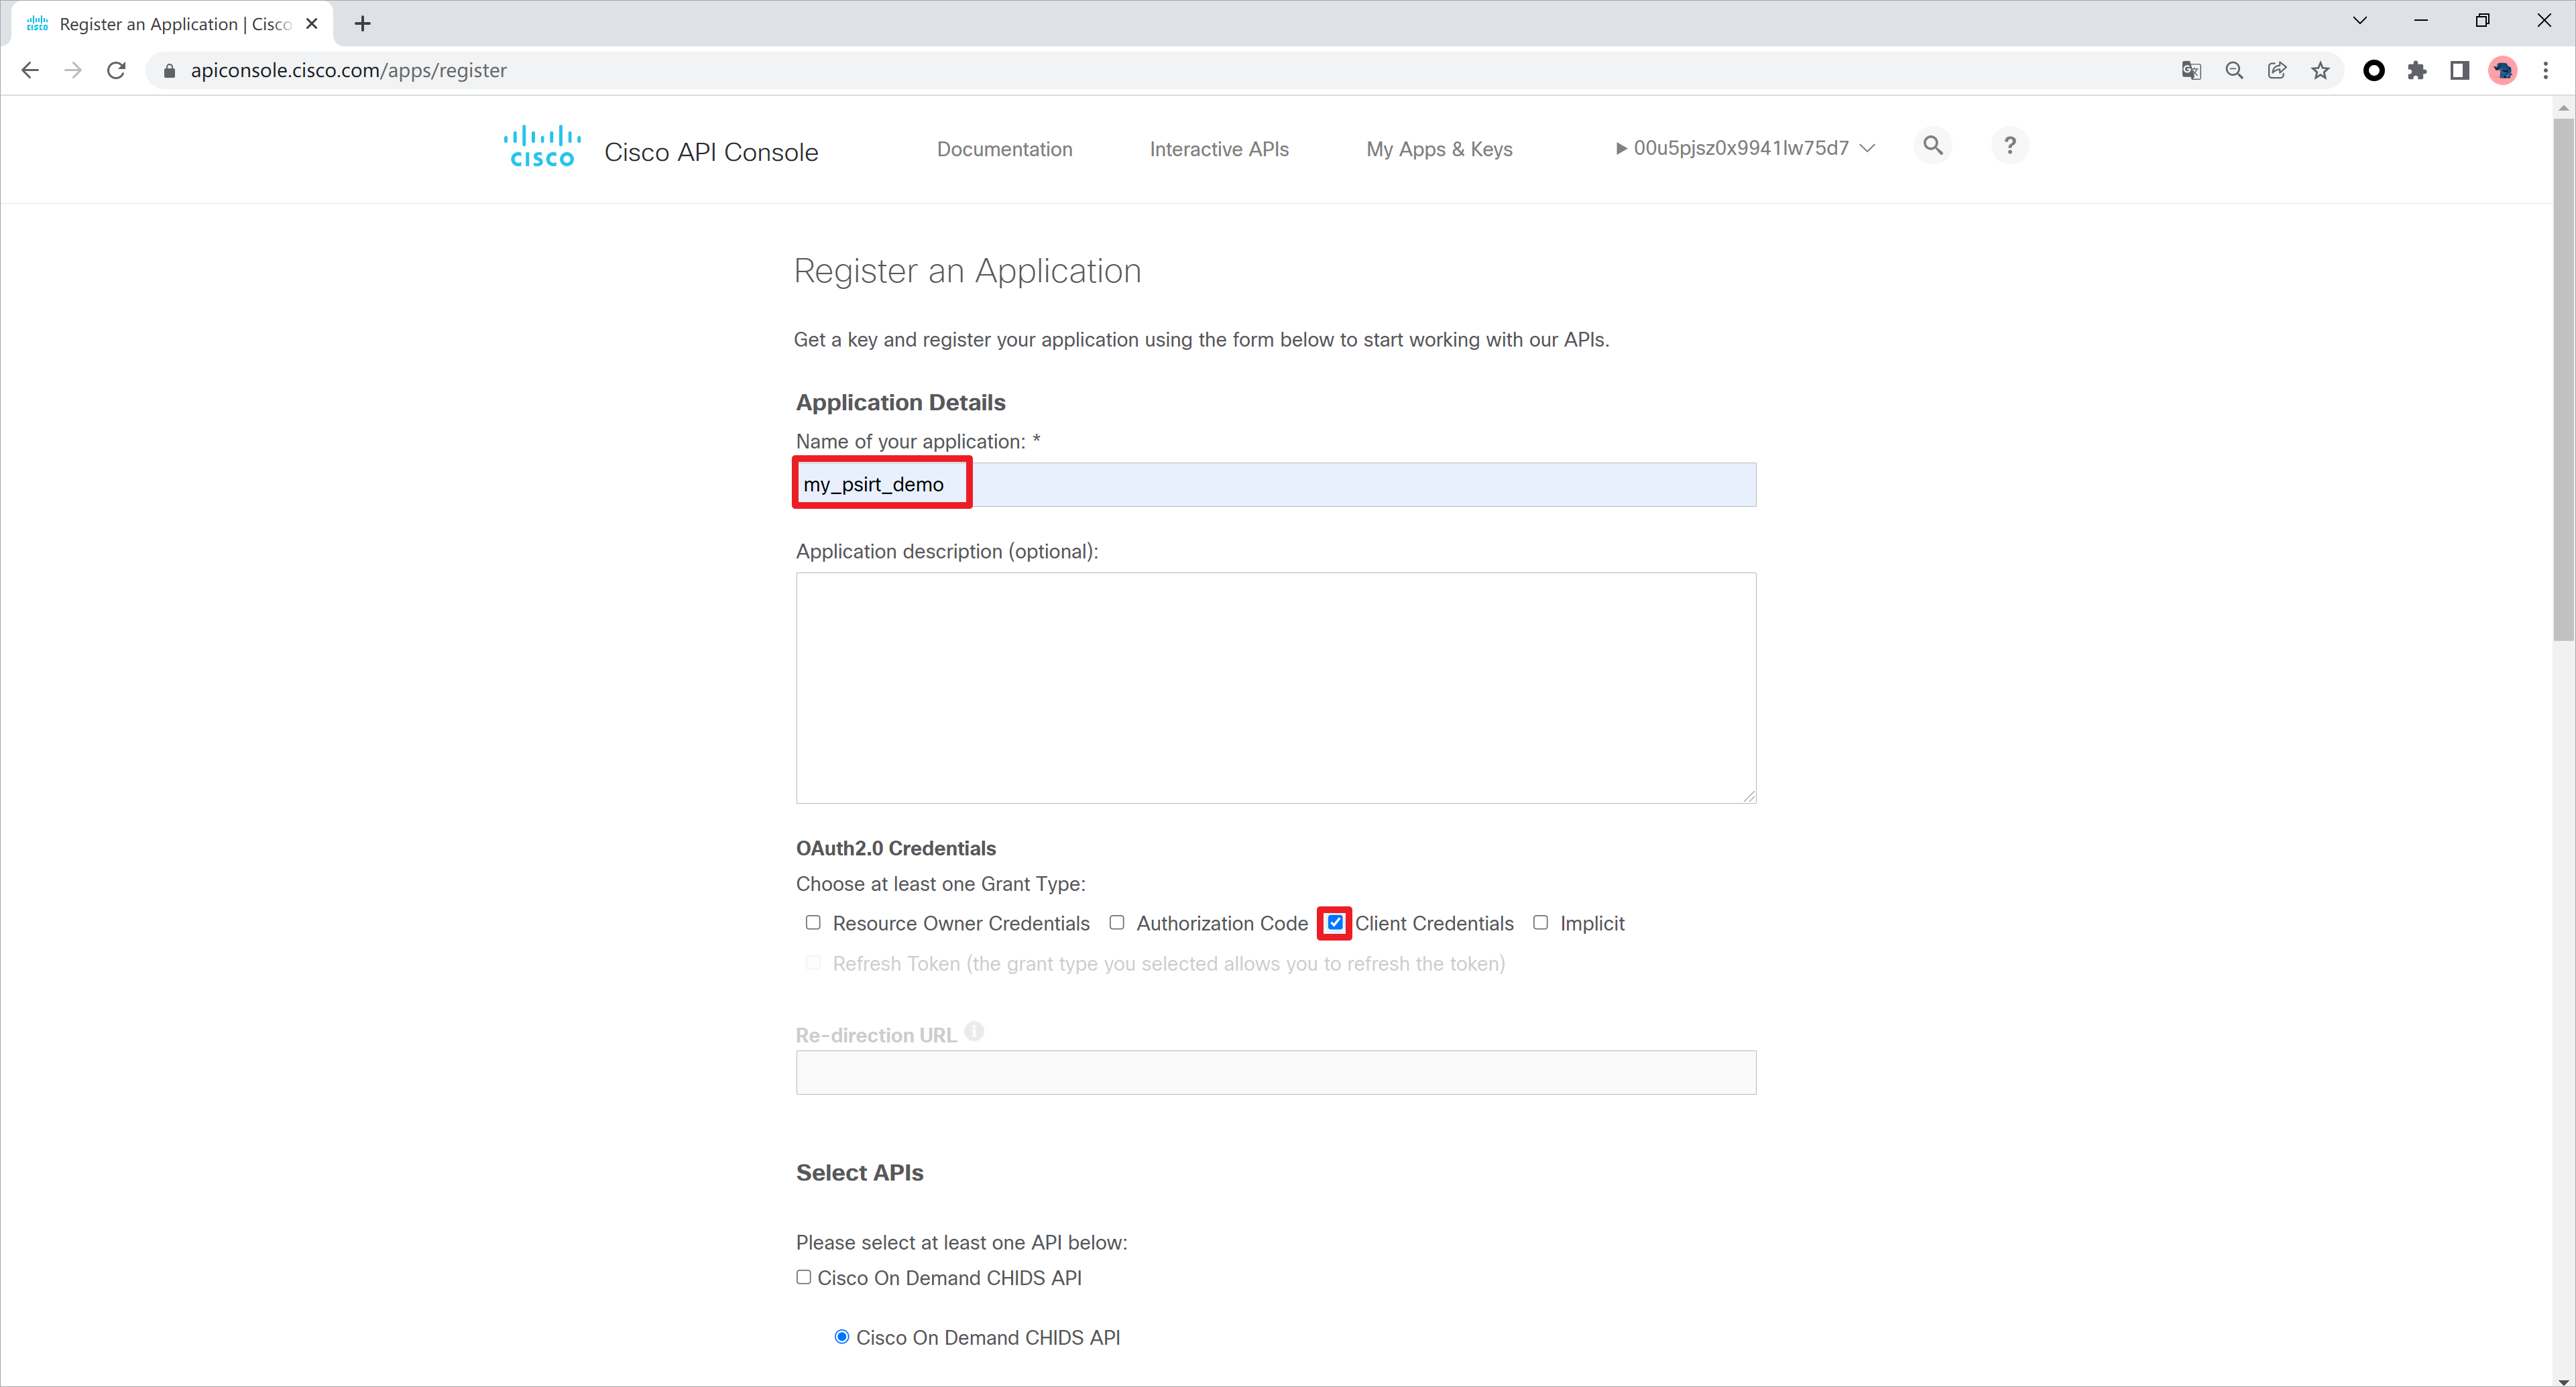 Register an Application | Cisco
apiconsole.cisco.com/apps/register
CISCO
Cisco API Console
Documentation
Interactive APIs
My Apps & Keys
00u5pjsz0x9941lw75d7
?
Register an Application
Get a key and register your application using the form below to start working with our APIs.
Application Details
Name of your application: *
my_psirt_demo
Application description (optional):
OAuth2.0 Credentials
Choose at least one Grant Type:
Resource Owner Credentials Authorization Code Client Credentials Implicit
Refresh Token (the grant type you selected allows you to refresh the token)
Re-direction URL
Select APIs
Please select at least one API below:
Cisco On Demand CHIDS API
Cisco On Demand CHIDS API